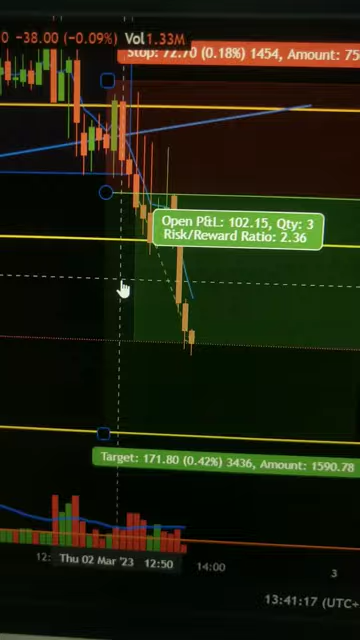 0 -38.00 (-0.09%) Vol 1.33M
Stop: 72.70 (0.18%) 1454, Amount: 75
Open P&L: 102.15, Qty: 3
Risk/Reward Ratio: 2.36
Target: 171.80 (0.42%) 3436, Amount: 1590.78
12: Thu 02 Mar '23 12:50 14:00 3
13:41:17 (UTC+